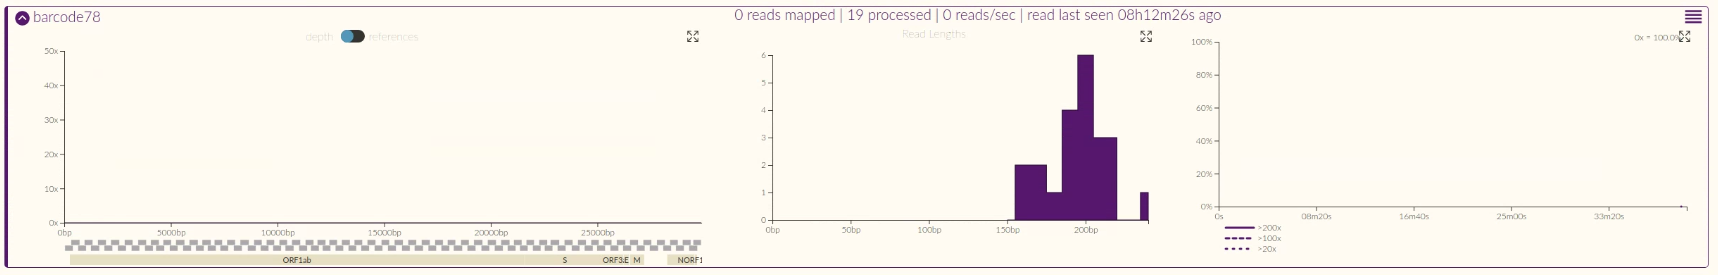 barcode78
0 reads mapped | 19 processed | 0 reads/sec | read last seen 08h12m26s ago
depth references
50x
40x
30x
20x
10x
0x
0bp 5000bp 10000bp 15000bp 20000bp 25000bp
ORF1ab S ORF3 E M NORF1
Read Lengths
6
5
4
3
2
1
0
0bp 50bp 100bp 150bp 200bp
0x = 100.0%
100%
80%
60%
40%
20%
0%
0s 08m20s 16m40s 25m00s 33m20s
>200x
>100x
>20x